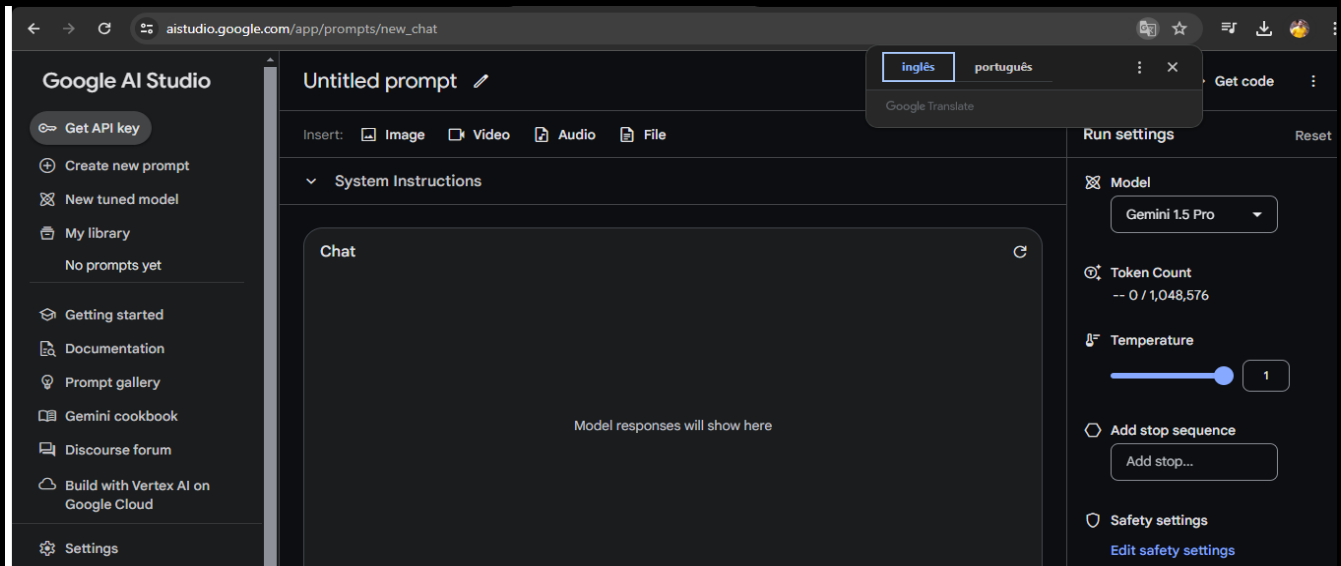 aistudio.google.com/app/prompts/new_chat
inglês português
Google Translate
Google AI Studio
Get API key
Create new prompt
New tuned model
My library
No prompts yet
Getting started
Documentation
Prompt gallery
Gemini cookbook
Discourse forum
Build with Vertex AI on
Google Cloud
Settings
Untitled prompt
Get code
Insert: Image Video Audio File
System Instructions
Chat
Model responses will show here
Run settings Reset
Model
Gemini 1.5 Pro
Token Count
-- 0 / 1,048,576
Temperature
1
Add stop sequence
Add stop...
Safety settings
Edit safety settings